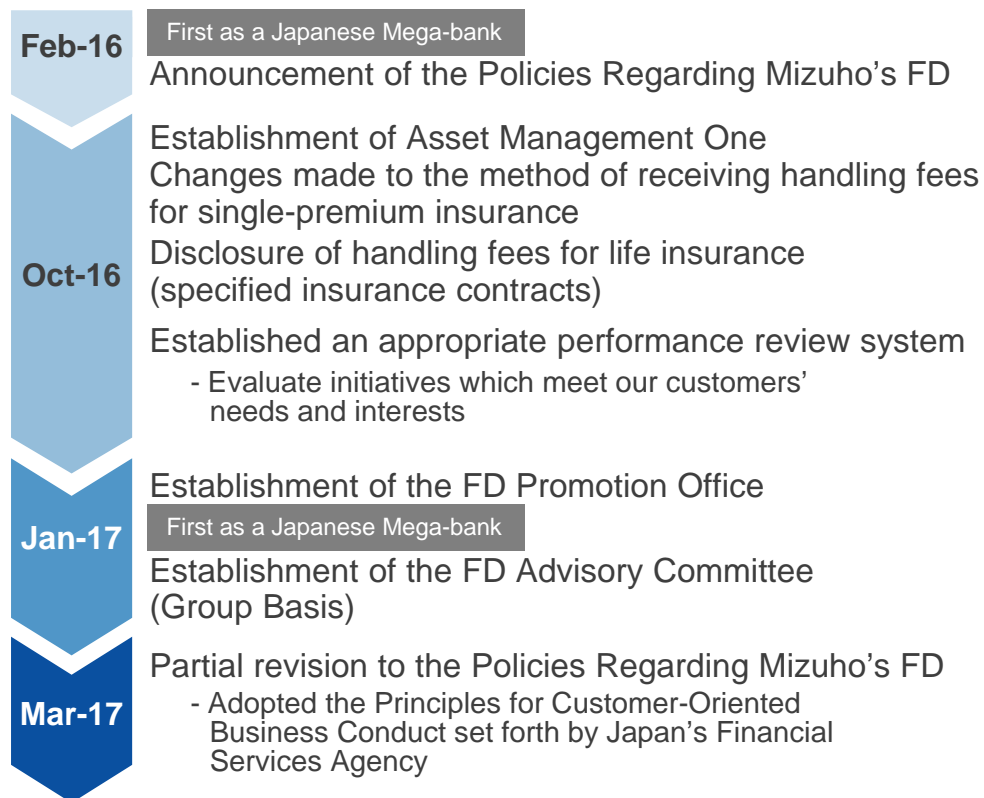 Feb-16
First as a Japanese Mega-bank
Announcement of the Policies Regarding Mizuho’s FD
Oct-16
Establishment of Asset Management One
Changes made to the method of receiving handling fees
for single-premium insurance
Disclosure of handling fees for life insurance
(specified insurance contracts)
Established an appropriate performance review system
- Evaluate initiatives which meet our customers’
needs and interests
Jan-17
Establishment of the FD Promotion Office
First as a Japanese Mega-bank
Establishment of the FD Advisory Committee
(Group Basis)
Mar-17
Partial revision to the Policies Regarding Mizuho’s FD
- Adopted the Principles for Customer-Oriented
Business Conduct set forth by Japan’s Financial
Services Agency